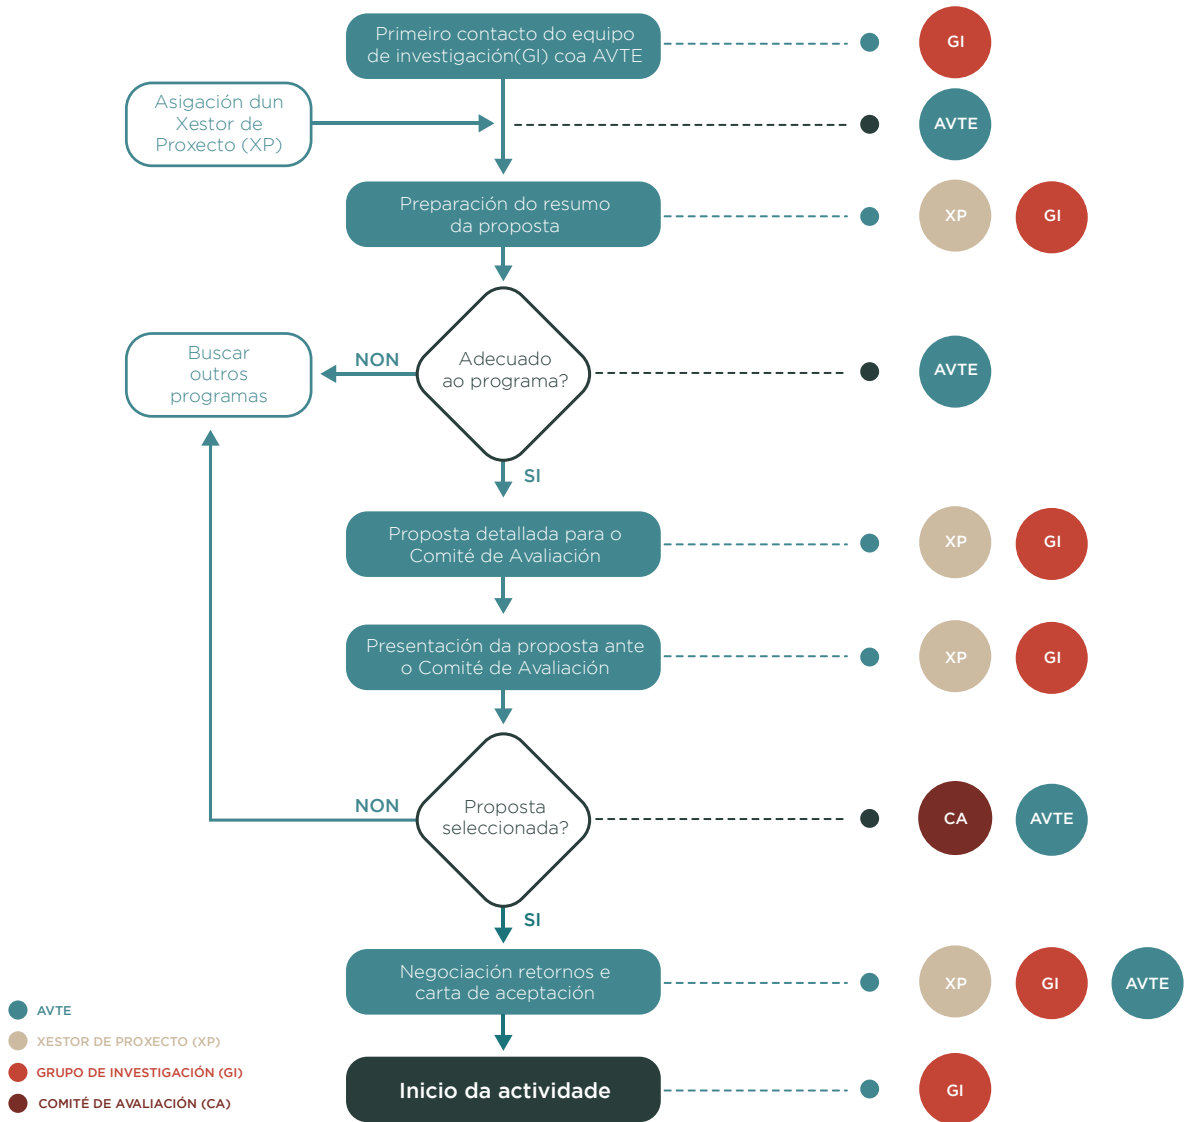 Primeiro contacto do equipo
de investigación(GI) coa AVTE
GI
Asigación dun
Xestor de
Proxecto (XP)
AVTE
Preparación do resumo
da proposta
XP
GI
Adecuado
ao programa?
NON
Buscar
outros
programas
AVTE
SI
Proposta detallada para o
Comité de Avaliación
XP
GI
Presentación da proposta ante
o Comité de Avaliación
XP
GI
Proposta
seleccionada?
NON
CA
AVTE
SI
Negociación retornos e
carta de aceptación
XP
GI
AVTE
Inicio da actividade
GI
AVTE
XESTOR DE PROXECTO (XP)
GRUPO DE INVESTIGACIÓN (GI)
COMITÉ DE AVALIACIÓN (CA)